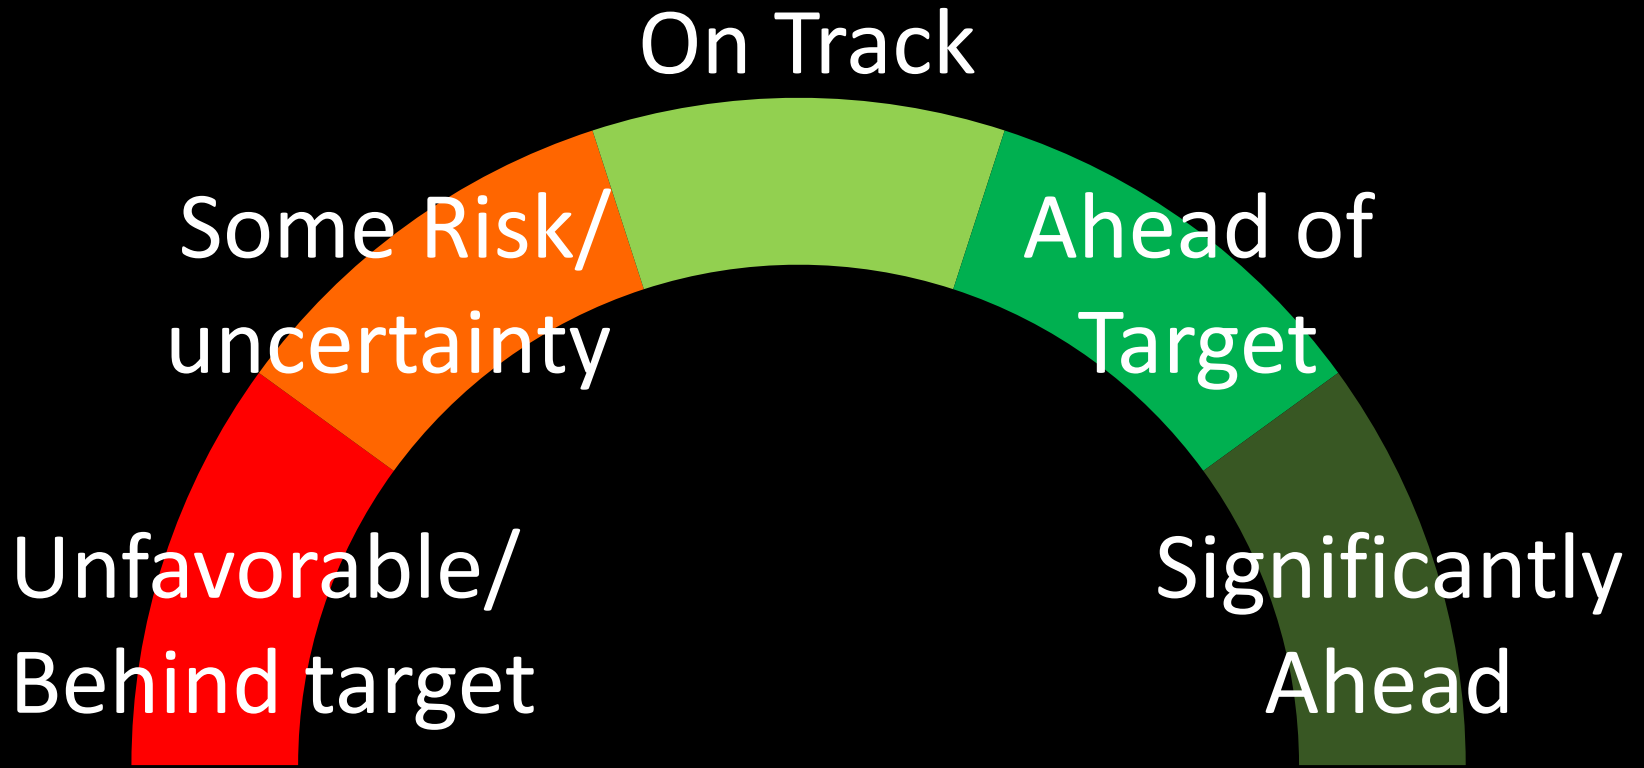 On Track
Some Risk/
uncertainty
Ahead of
Target
Unfavorable/
Behind target
Significantly
Ahead